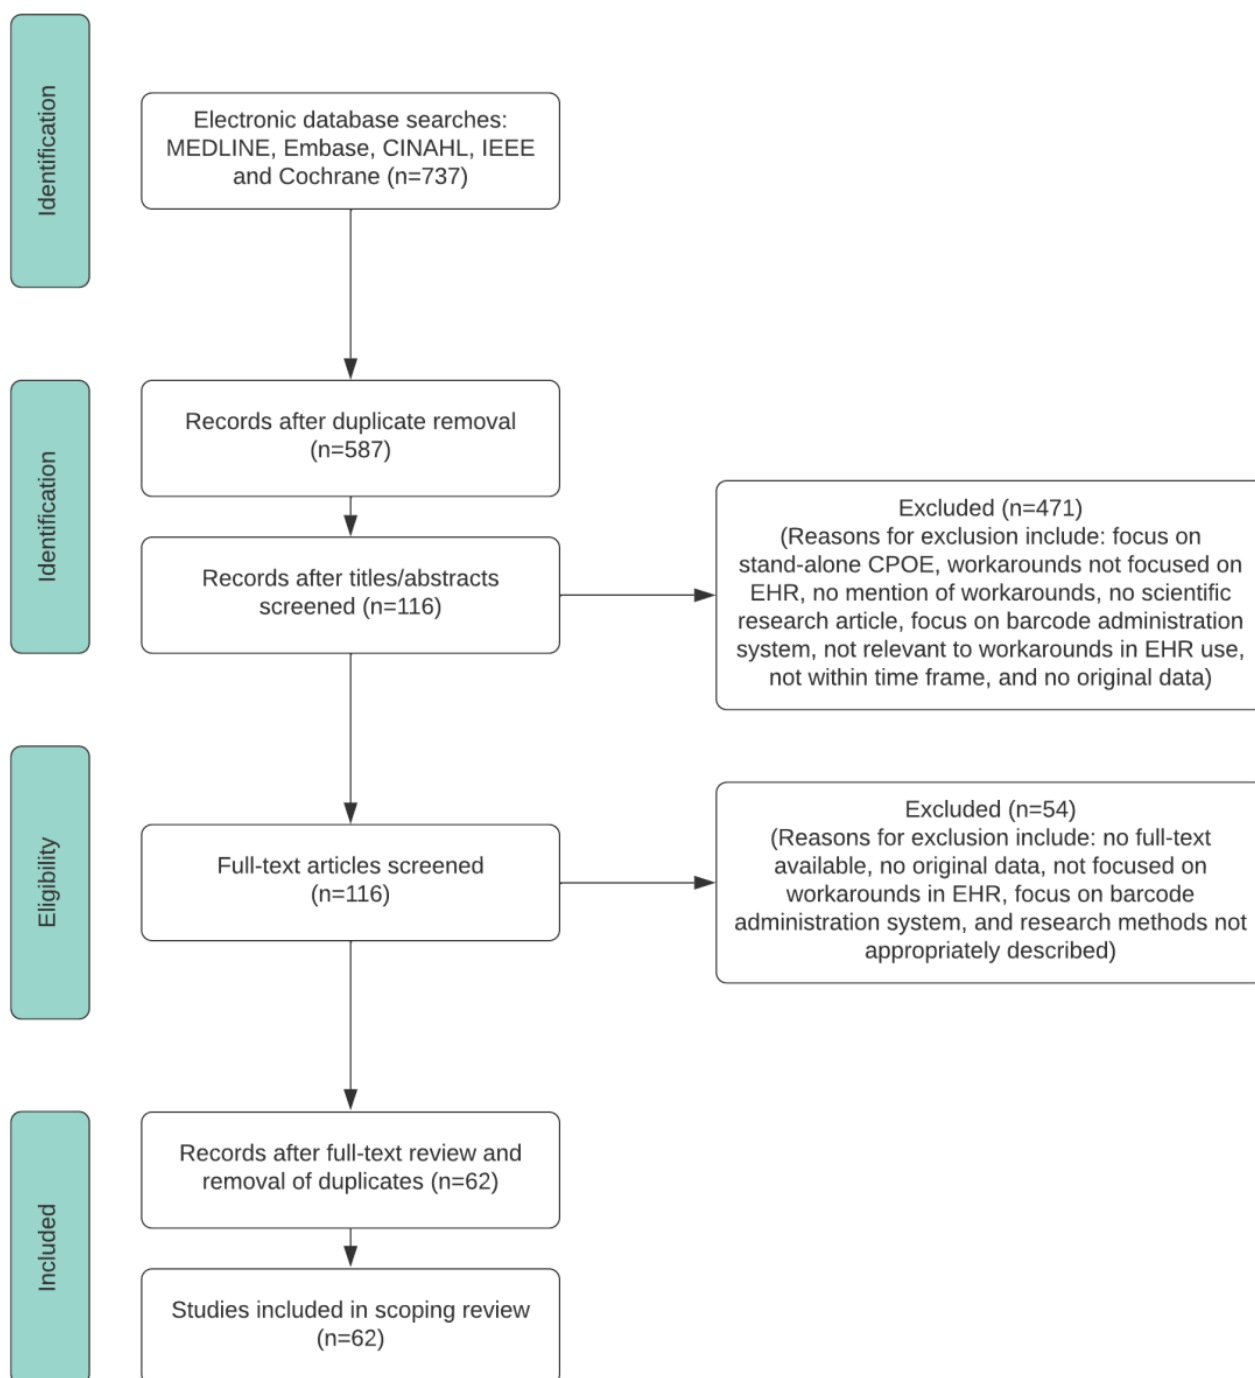 Identification
Electronic database searches:
MEDLINE, Embase, CINAHL, IEEE
and Cochrane (n=737)
Identification
Records after duplicate removal
(n=587)
Records after titles/abstracts
screened (n=116)
Excluded (n=471)
(Reasons for exclusion include: focus on
stand-alone CPOE, workarounds not focused on
EHR, no mention of workarounds, no scientific
research article, focus on barcode administration
system, not relevant to workarounds in EHR use,
not within time frame, and no original data)
Eligibility
Full-text articles screened
(n=116)
Excluded (n=54)
(Reasons for exclusion include: no full-text
available, no original data, not focused on
workarounds in EHR, focus on barcode
administration system, and research methods not
appropriately described)
Included
Records after full-text review and
removal of duplicates (n=62)
Studies included in scoping review
(n=62)